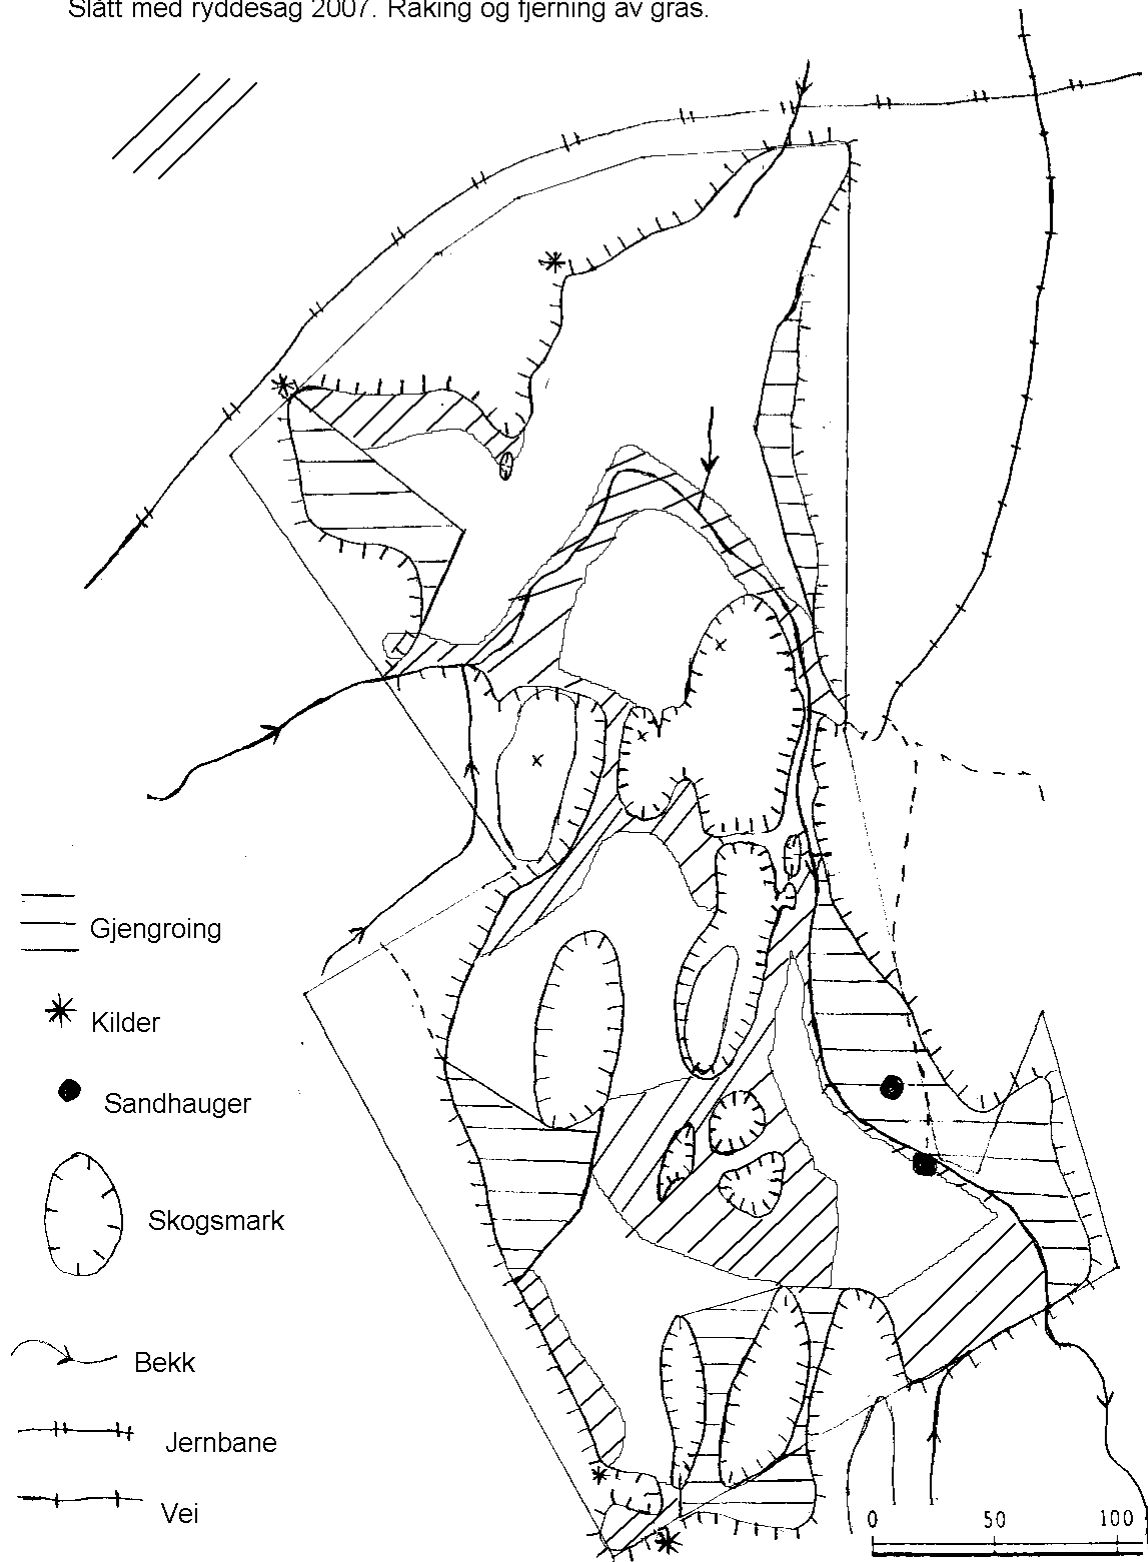 Slått med ryddesag 2007. Raking og fjerning av gras.
Gjengroing
Kilder
Sandhauger
Skogsmark
Bekk
Jernbane
Vei
0 50 100